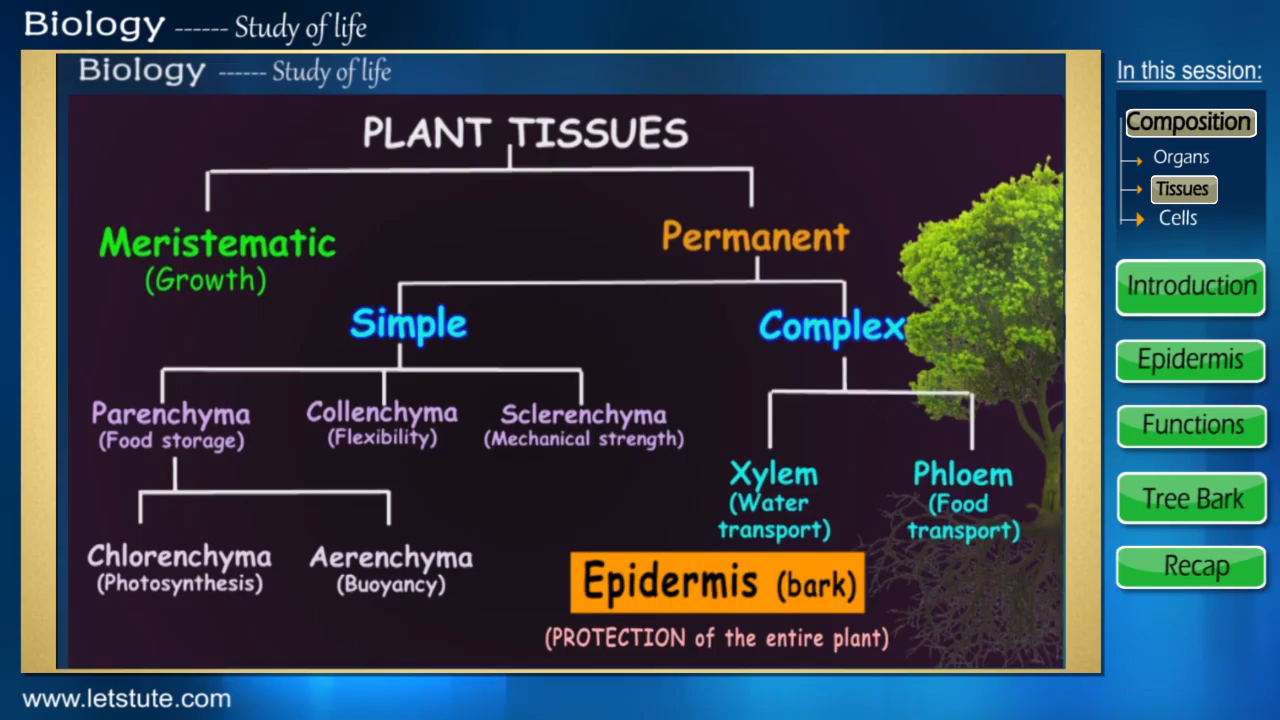 Biology ------ Study of life
Biology ------ Study of life
PLANT TISSUES
Meristematic
(Growth)
Permanent
Simple
Complex
Parenchyma
(Food storage)
Collenchyma
(Flexibility)
Sclerenchyma
(Mechanical strength)
Xylem
(Water
transport)
Phloem
(Food
transport)
Chlorenchyma
(Photosynthesis)
Aerenchyma
(Buoyancy)
Epidermis (bark)
(PROTECTION of the entire plant)
In this session:
Composition
Organs
Tissues
Cells
Introduction
Epidermis
Functions
Tree Bark
Recap
www.letstute.com